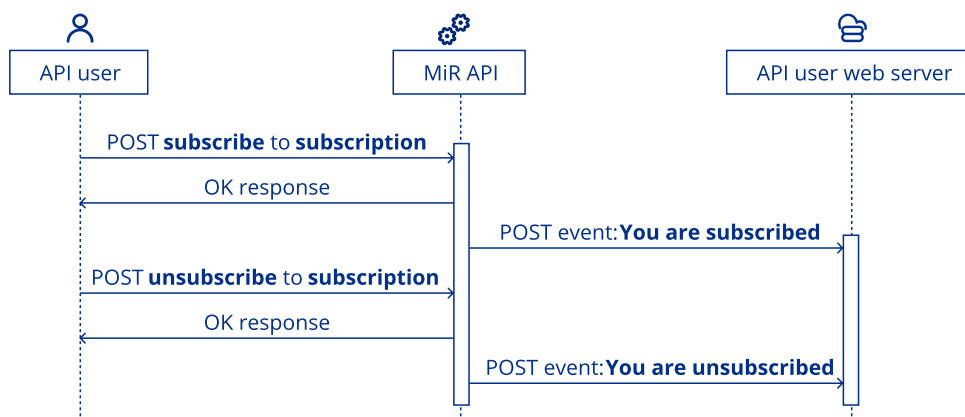 API user
MiR API
API user web server
POST subscribe to subscription
OK response
POST event:You are subscribed
POST unsubscribe to subscription
OK response
POST event:You are unsubscribed